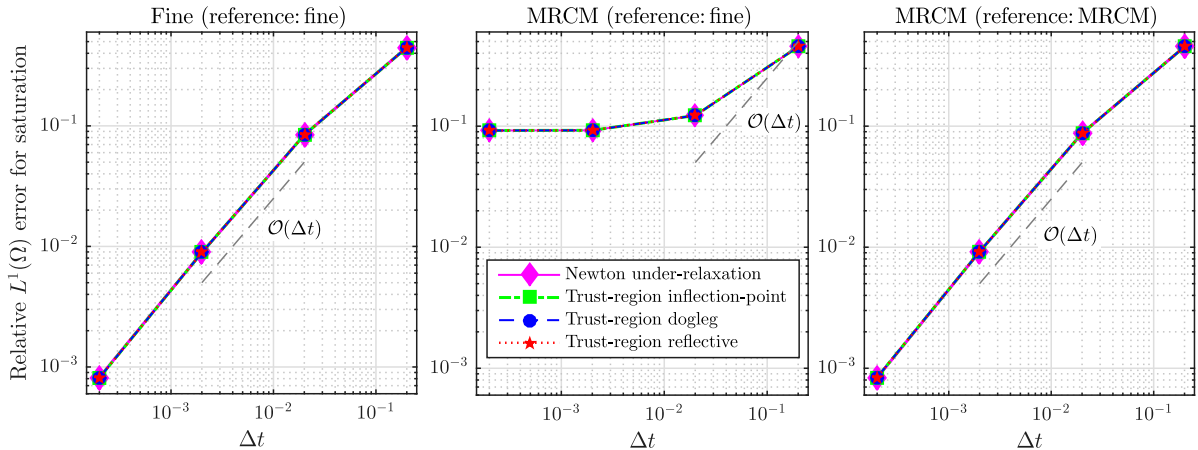 Fine (reference: fine)
MRCM (reference: fine)
MRCM (reference: MRCM)
Relative L¹(Ω) error for saturation
10⁻¹
10⁻²
10⁻³
O(Δt)
10⁻³
10⁻²
10⁻¹
Δt
10⁻¹
10⁻²
10⁻³
O(Δt)
Newton under-relaxation
Trust-region inflection-point
Trust-region dogleg
Trust-region reflective
10⁻³
10⁻²
10⁻¹
Δt
10⁻¹
10⁻²
10⁻³
O(Δt)
10⁻³
10⁻²
10⁻¹
Δt